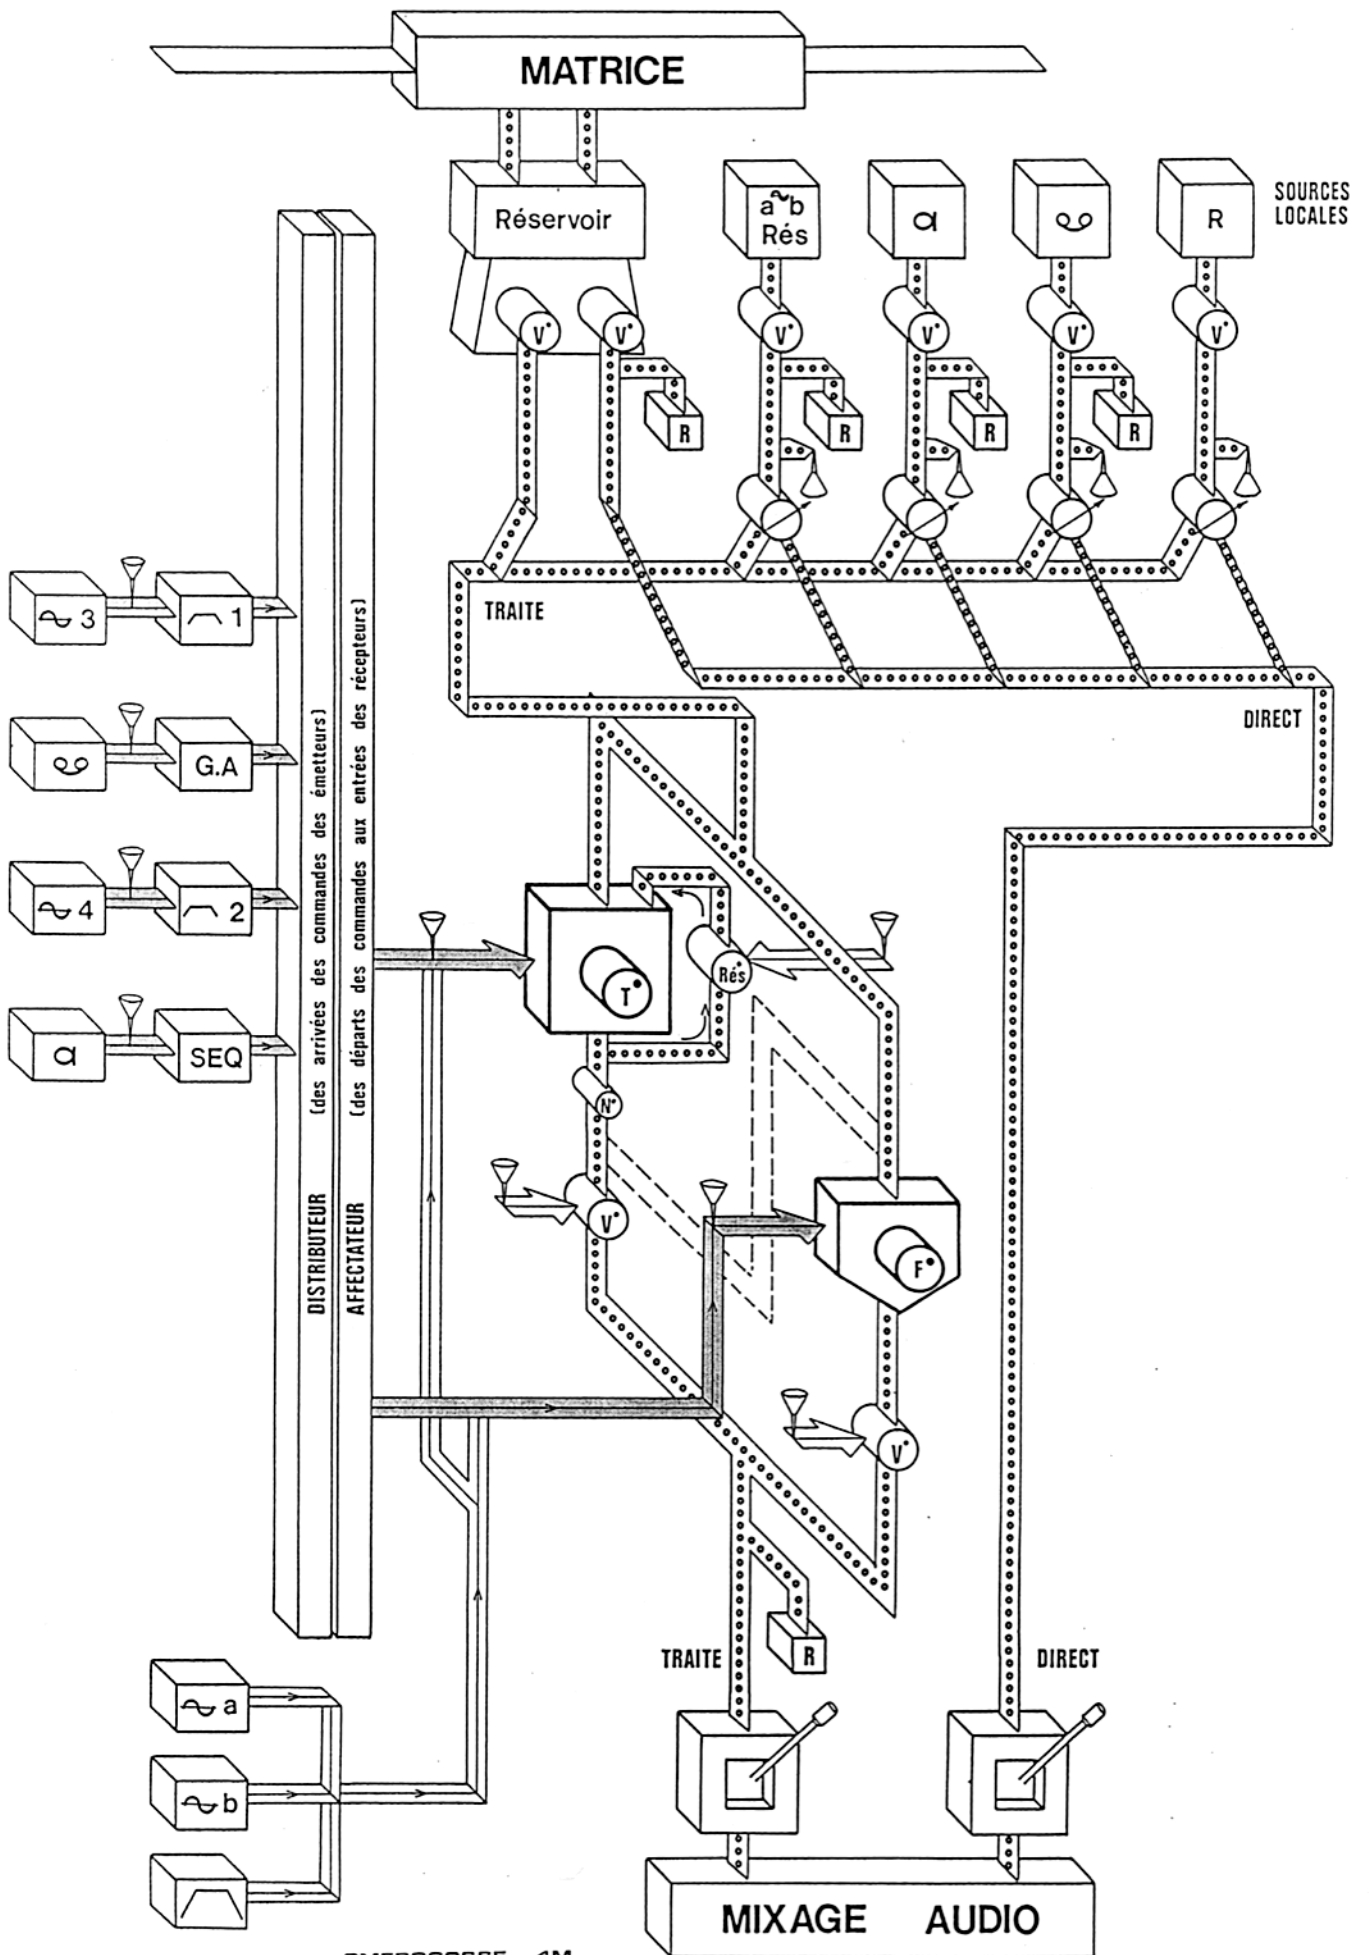 MATRICE
Réservoir
a~b
Rés
ɑ
R
SOURCES
LOCALES
V•
V•
V•
V•
V•
V•
R
R
R
R
TRAITE
DIRECT
~ 3
1
G.A
~ 4
2
ɑ
SEQ
DISTRIBUTEUR (des arrivées des commandes des émetteurs)
AFFECTATEUR (des départs des commandes aux entrées des récepteurs)
T•
Rés•
N•
V•
F•
V•
R
TRAITE
DIRECT
~ a
~ b
MIXAGE AUDIO